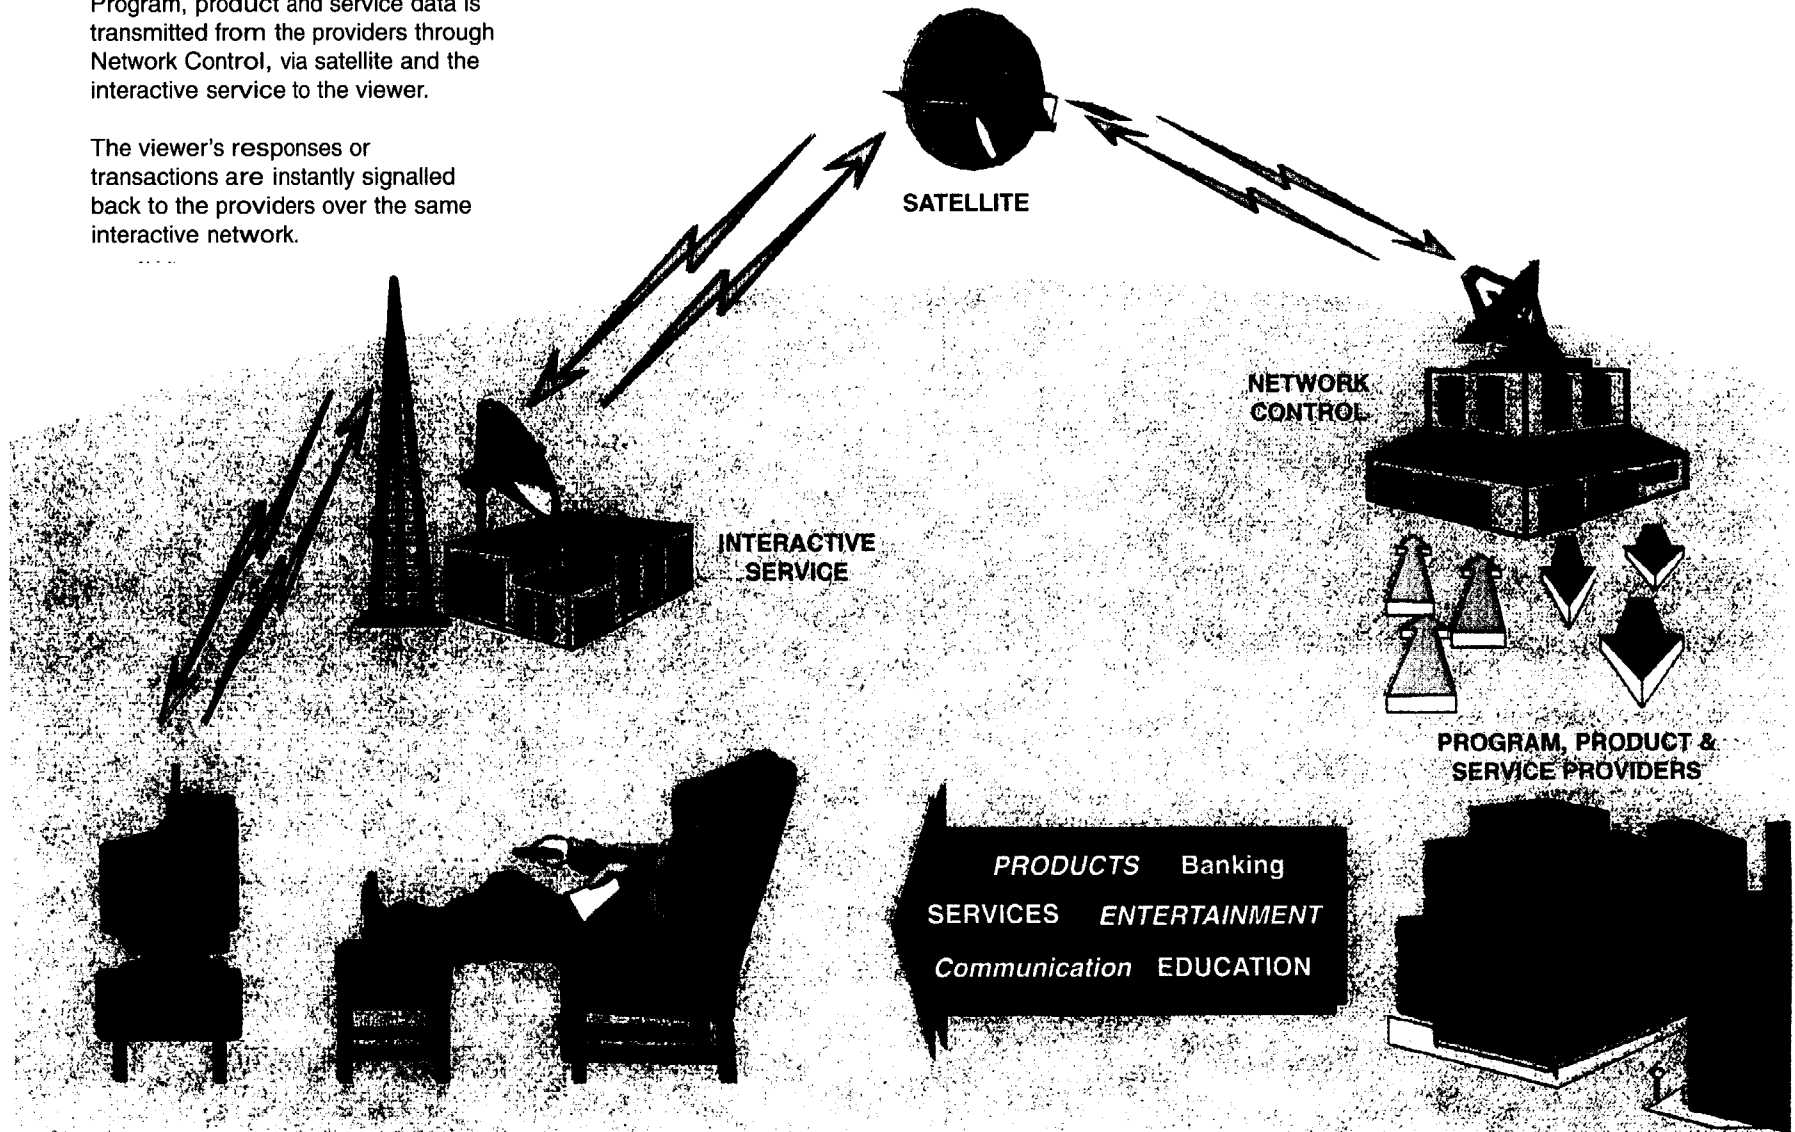 Program, product and service data is
transmitted from the providers through
Network Control, via satellite and the
interactive service to the viewer.
The viewer's responses or
transactions are instantly signalled
back to the providers over the same
interactive network.
SATELLITE
NETWORK
CONTROL
INTERACTIVE
SERVICE
PROGRAM, PRODUCT &
SERVICE PROVIDERS
PRODUCTS Banking
SERVICES ENTERTAINMENT
Communication EDUCATION